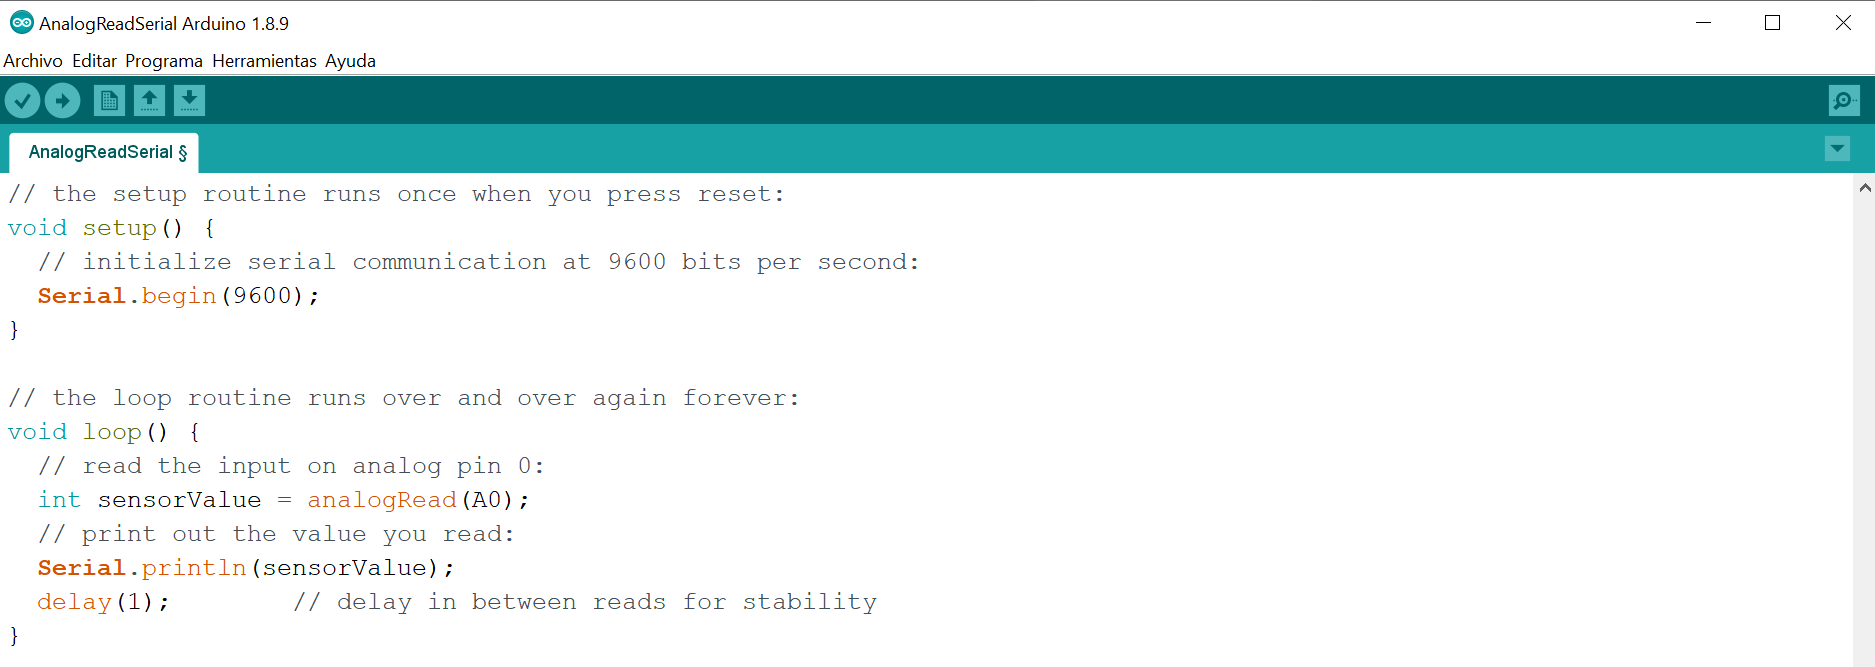 AnalogReadSerial Arduino 1.8.9
Archivo Editar Programa Herramientas Ayuda
AnalogReadSerial §
// the setup routine runs once when you press reset:
void setup() {
  // initialize serial communication at 9600 bits per second:
  Serial.begin(9600);
}

// the loop routine runs over and over again forever:
void loop() {
  // read the input on analog pin 0:
  int sensorValue = analogRead(A0);
  // print out the value you read:
  Serial.println(sensorValue);
  delay(1);        // delay in between reads for stability
}